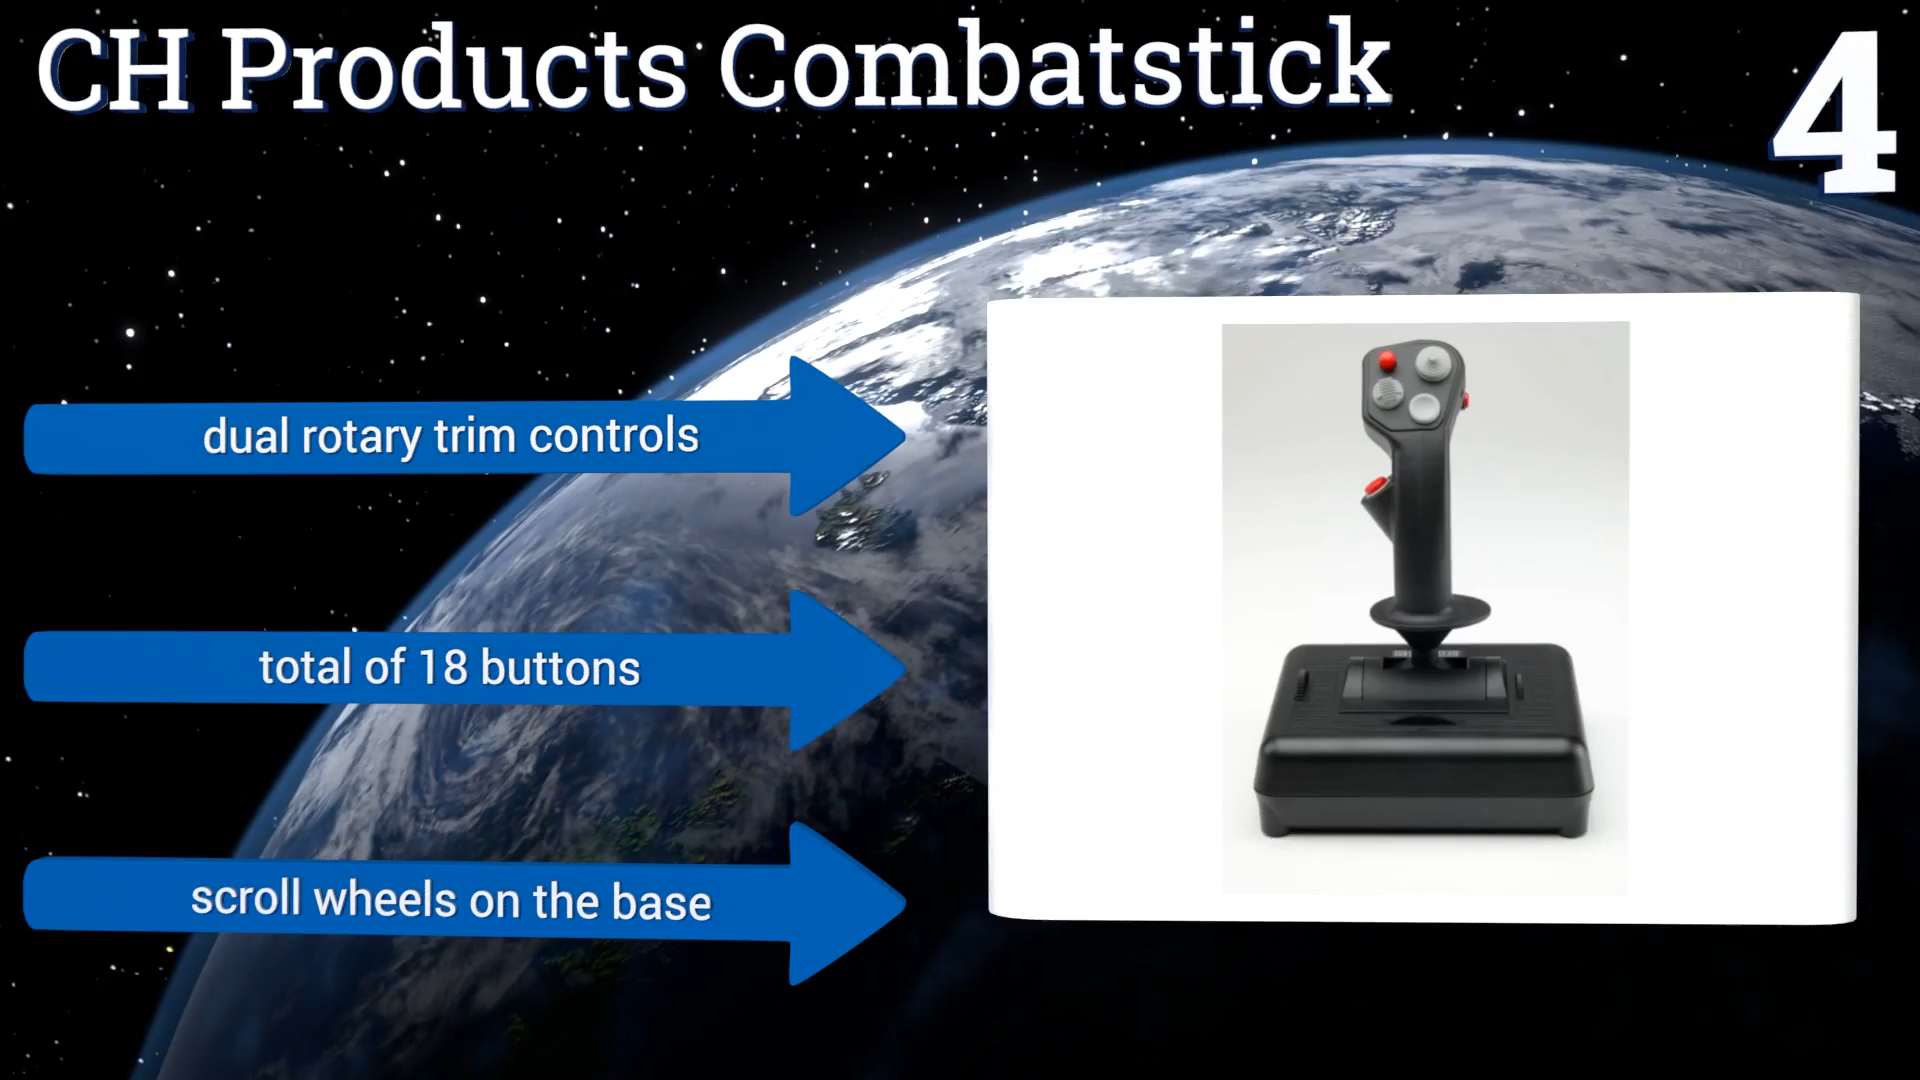 CH Products Combatstick
4
dual rotary trim controls
total of 18 buttons
scroll wheels on the base